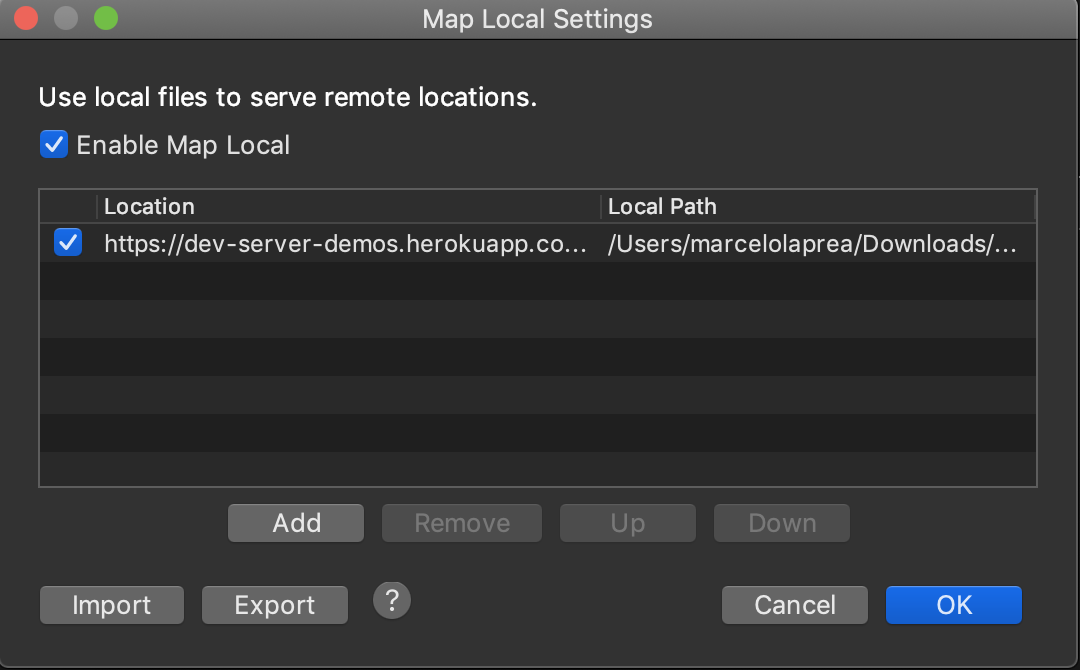 Map Local Settings
Use local files to serve remote locations.
Enable Map Local
Location Local Path
https://dev-server-demos.herokuapp.co... /Users/marcelolaprea/Downloads/...
Add Remove Up Down
Import Export ? Cancel OK